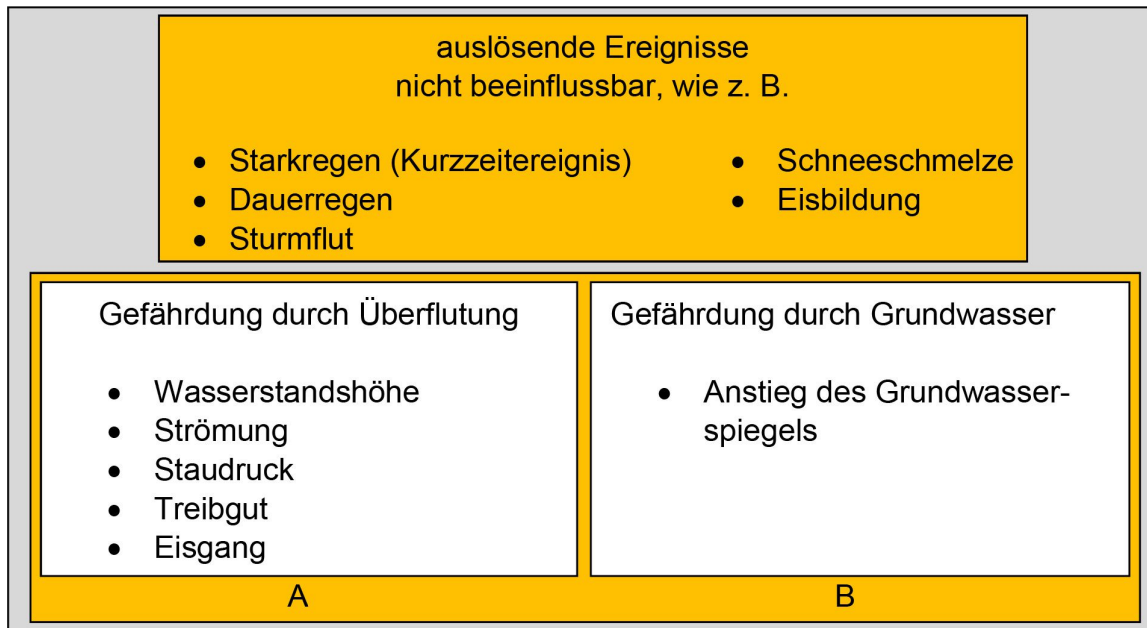 auslösende Ereignisse
nicht beeinflussbar, wie z. B.
• Starkregen (Kurzzeitereignis)
• Dauerregen
• Sturmflut
• Schneeschmelze
• Eisbildung
Gefährdung durch Überflutung
• Wasserstandshöhe
• Strömung
• Staudruck
• Treibgut
• Eisgang
A
Gefährdung durch Grundwasser
• Anstieg des Grundwasser-
spiegels
B